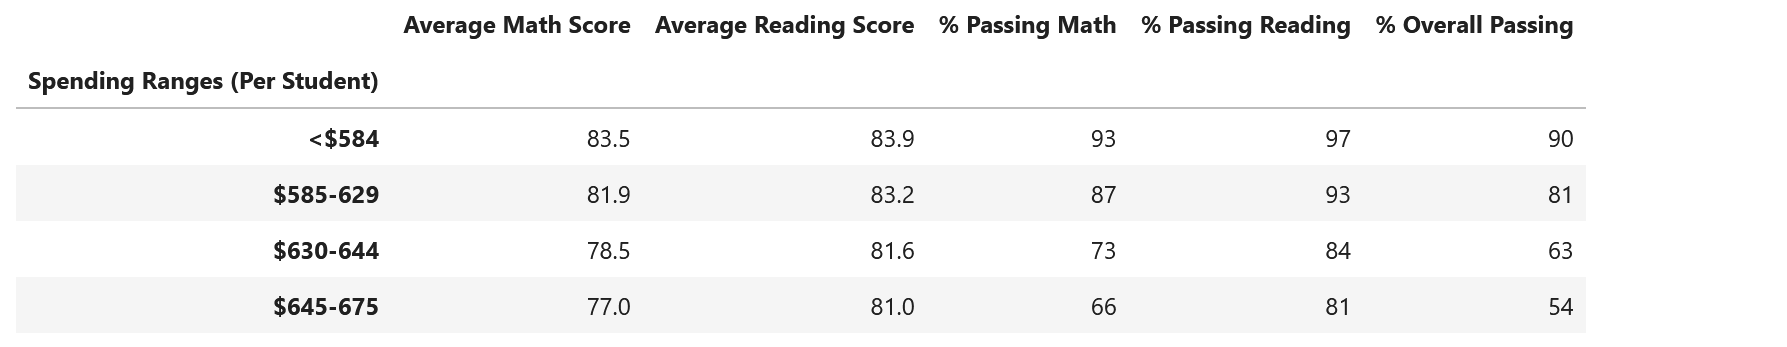 Average Math Score Average Reading Score % Passing Math % Passing Reading % Overall Passing
Spending Ranges (Per Student)
<$584 83.5 83.9 93 97 90
$585-629 81.9 83.2 87 93 81
$630-644 78.5 81.6 73 84 63
$645-675 77.0 81.0 66 81 54